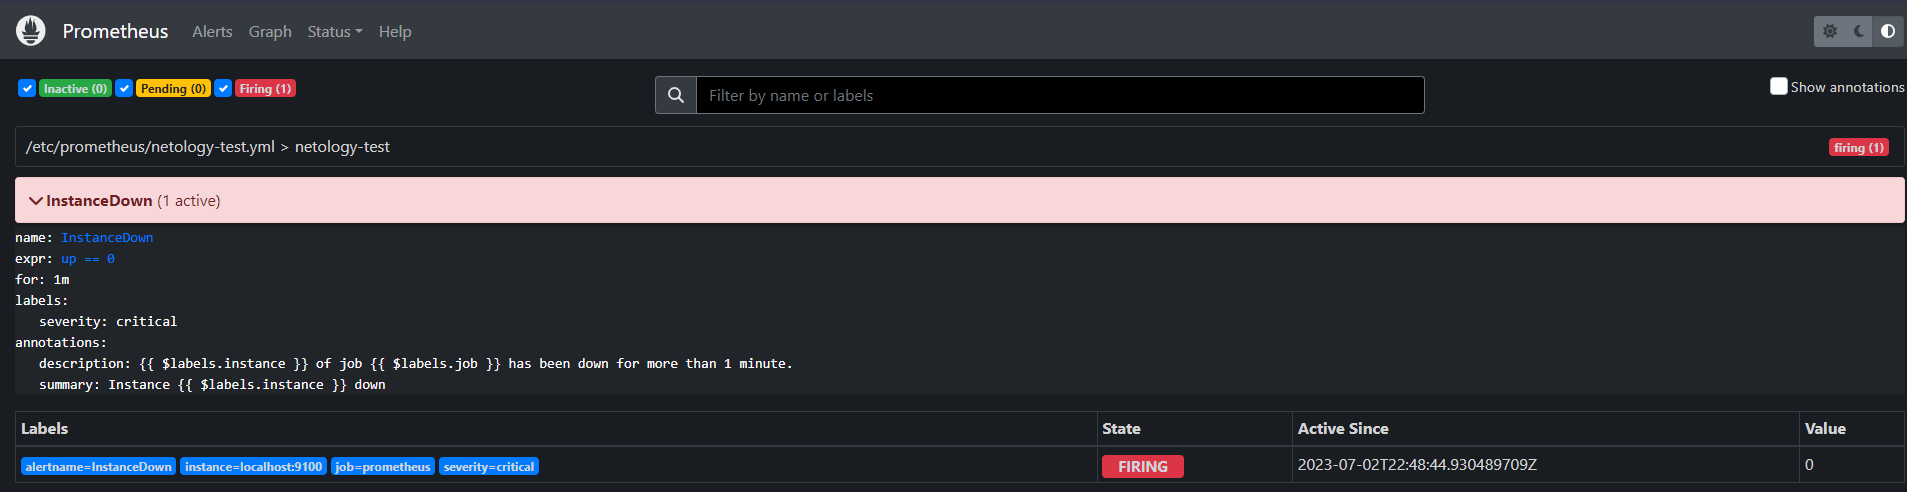 Prometheus Alerts Graph Status Help
Inactive (0) Pending (0) Firing (1) Filter by name or labels Show annotations
/etc/prometheus/netology-test.yml > netology-test firing (1)
InstanceDown (1 active)
name: InstanceDown
expr: up == 0
for: 1m
labels:
severity: critical
annotations:
description: {{ $labels.instance }} of job {{ $labels.job }} has been down for more than 1 minute.
summary: Instance {{ $labels.instance }} down
Labels State Active Since Value
alertname=InstanceDown instance=localhost:9100 job=prometheus severity=critical FIRING 2023-07-02T22:48:44.930489709Z 0